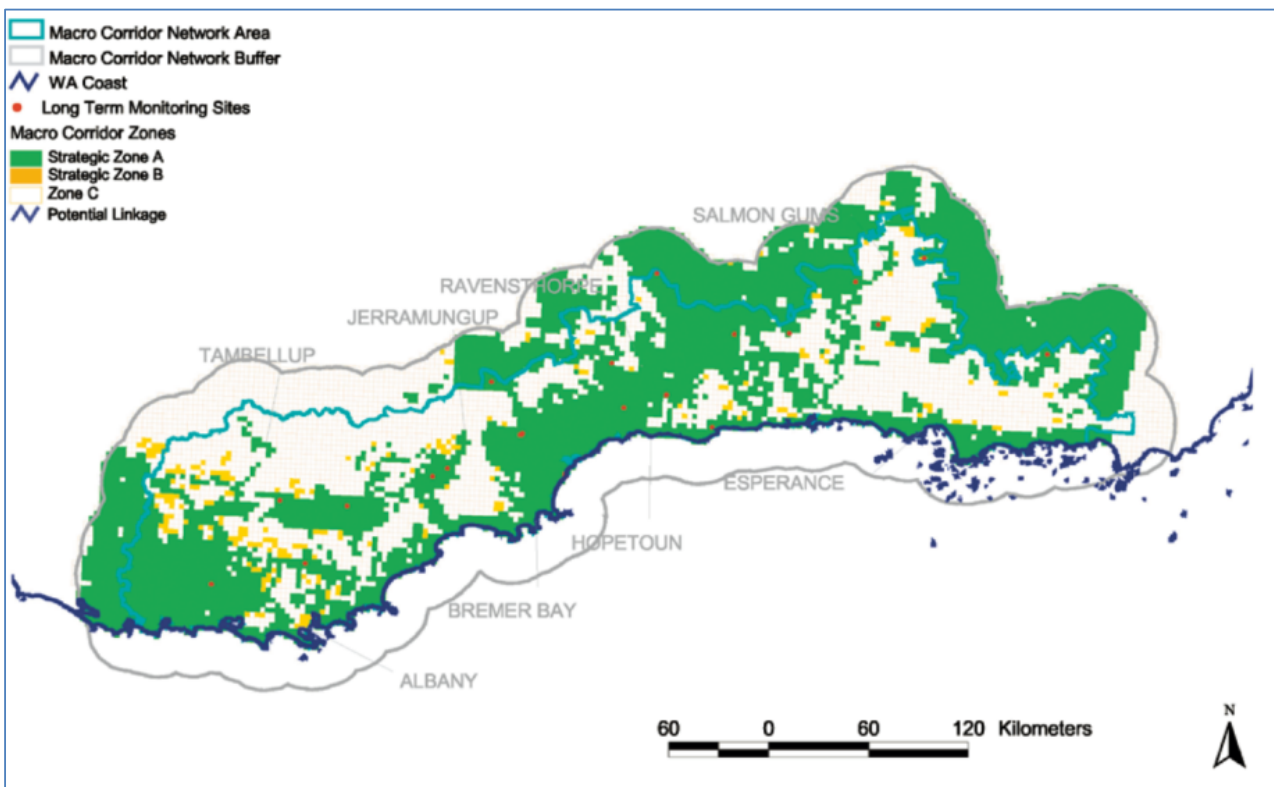 Macro Corridor Network Area
Macro Corridor Network Buffer
WA Coast
Long Term Monitoring Sites
Macro Corridor Zones
Strategic Zone A
Strategic Zone B
Zone C
Potential Linkage
SALMON GUMS
RAVENSTHORPE
JERRAMUNGUP
TAMBELLUP
ESPERANCE
HOPETOUN
BREMER BAY
ALBANY
60 0 60 120 Kilometers
N